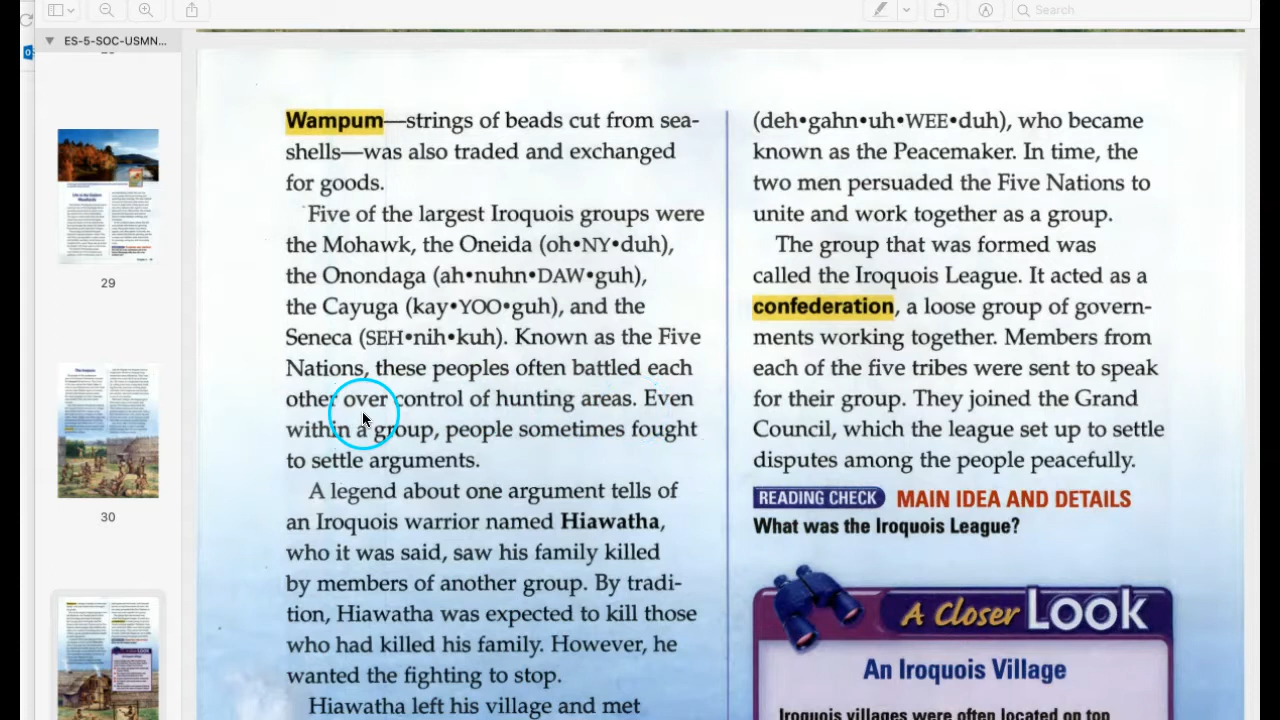 Search
ES-5-SOC-USMN...
29
30
Wampum—strings of beads cut from sea-
shells—was also traded and exchanged
for goods.
Five of the largest Iroquois groups were
the Mohawk, the Oneida (oh•NY•duh),
the Onondaga (ah•nuhn•DAW•guh),
the Cayuga (kay•YOO•guh), and the
Seneca (SEH•nih•kuh). Known as the Five
Nations, these peoples often battled each
other over control of hunting areas. Even
within a group, people sometimes fought
to settle arguments.
A legend about one argument tells of
an Iroquois warrior named Hiawatha,
who it was said, saw his family killed
by members of another group. By tradi-
tion, Hiawatha was expected to kill those
who had killed his family. However, he
wanted the fighting to stop.
Hiawatha left his village and met
(deh•gahn•uh•WEE•duh), who became
known as the Peacemaker. In time, the
two men persuaded the Five Nations to
unite and work together as a group.
The group that was formed was
called the Iroquois League. It acted as a
confederation, a loose group of govern-
ments working together. Members from
each of the five tribes were sent to speak
for their group. They joined the Grand
Council, which the league set up to settle
disputes among the people peacefully.
READING CHECK MAIN IDEA AND DETAILS
What was the Iroquois League?
A Closer LOOK
An Iroquois Village
Iroquois villages were often located on top